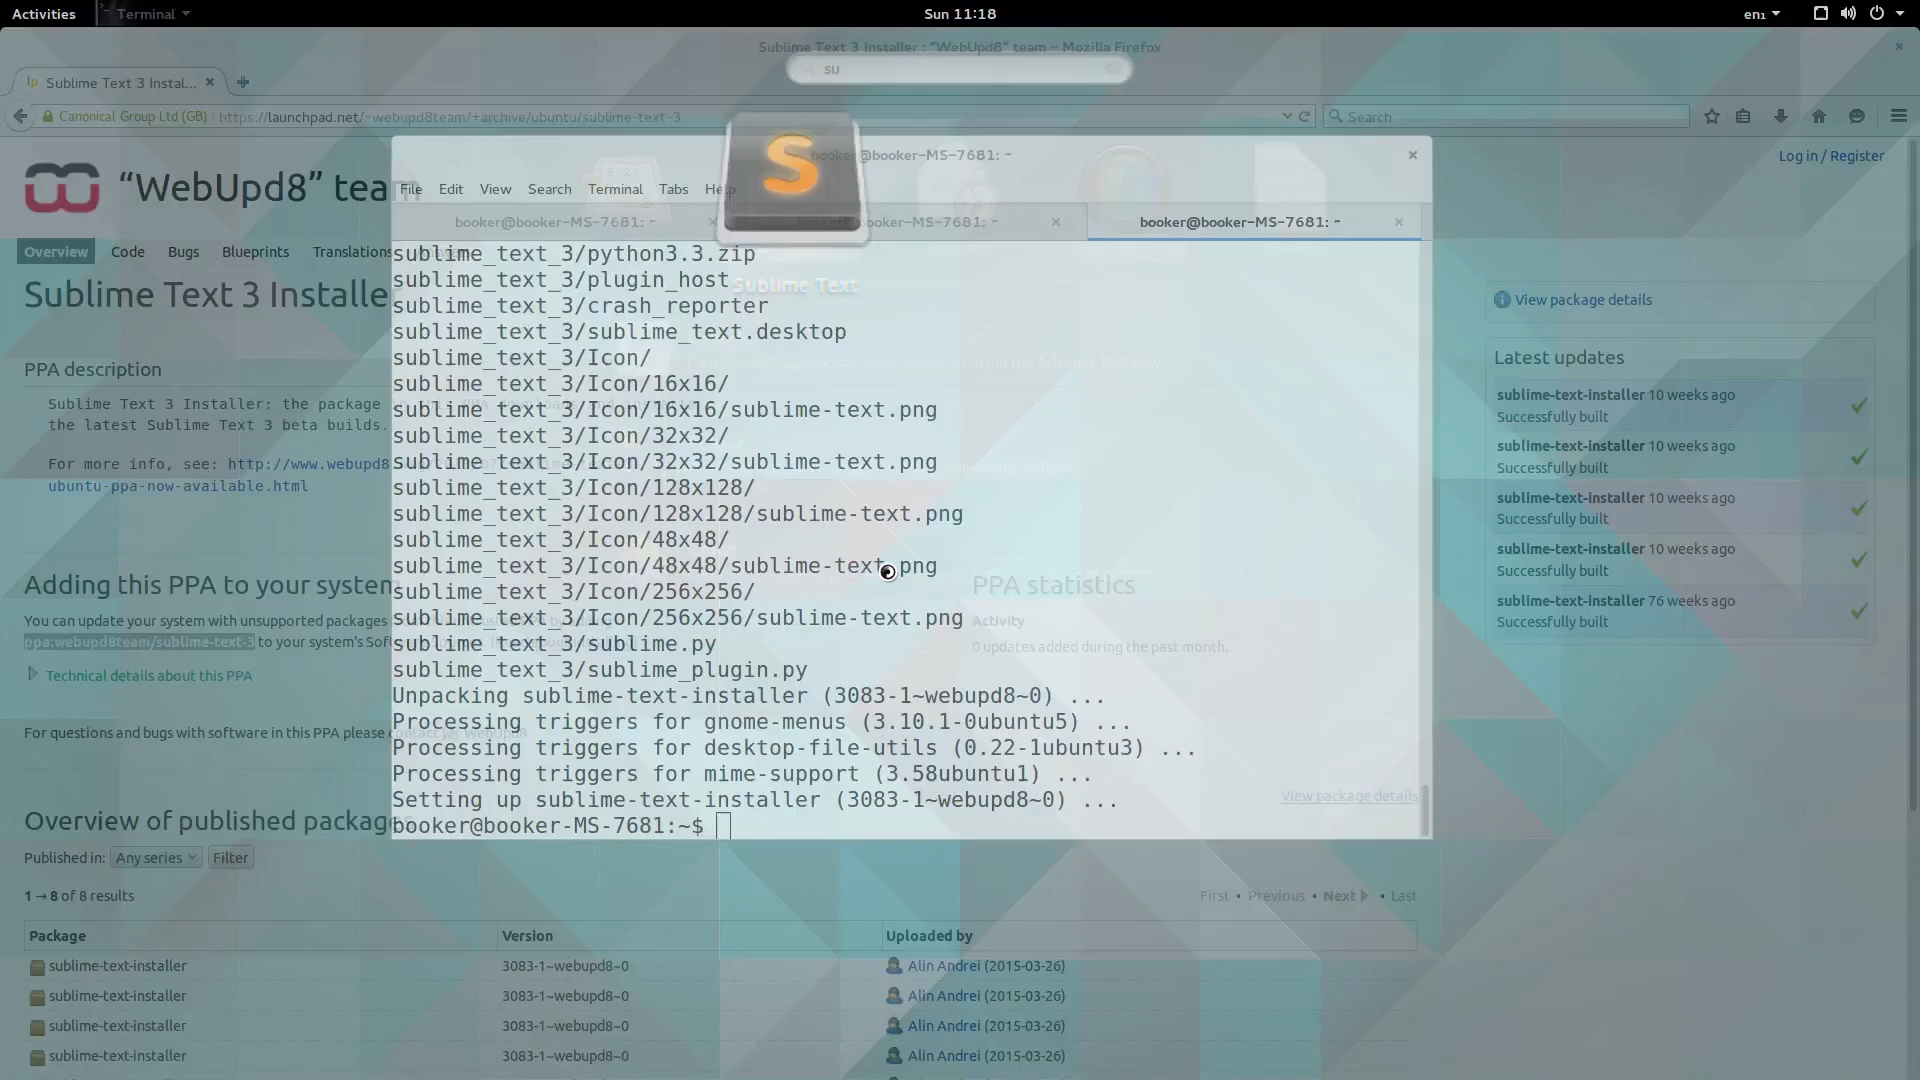 Activities
Terminal
Sun 11:18
en₁
Sublime Text 3 Installer : “WebUpd8” team – Mozilla Firefox
su
Sublime Text 3 Instal...
Canonical Group Ltd (GB)
https://launchpad.net/~webupd8team/+archive/ubuntu/sublime-text-3
Search
Log in / Register
“WebUpd8” team
Overview
Code
Bugs
Blueprints
Translations
Sublime Text 3 Installer
PPA description
Sublime Text 3 Installer: the package
the latest Sublime Text 3 beta builds.
For more info, see: http://www.webupd8
ubuntu-ppa-now-available.html
Adding this PPA to your system
You can update your system with unsupported packages
ppa:webupd8team/sublime-text-3 to your system's Soft
Technical details about this PPA
For questions and bugs with software in this PPA please contact WebUpd8
Overview of published packages
Published in: Any series Filter
1 → 8 of 8 results
First • Previous • Next • Last
Package
Version
Uploaded by
sublime-text-installer 3083-1~webupd8~0 Alin Andrei (2015-03-26)
sublime-text-installer 3083-1~webupd8~0 Alin Andrei (2015-03-26)
sublime-text-installer 3083-1~webupd8~0 Alin Andrei (2015-03-26)
sublime-text-installer 3083-1~webupd8~0 Alin Andrei (2015-03-26)
booker@booker-MS-7681: ~
File Edit View Search Terminal Tabs Help
booker@booker-MS-7681: ~
booker@booker-MS-7681: ~
booker@booker-MS-7681: ~
S
Sublime Text
sublime_text_3/python3.3.zip
sublime_text_3/plugin_host
sublime_text_3/crash_reporter
sublime_text_3/sublime_text.desktop
sublime_text_3/Icon/
sublime_text_3/Icon/16x16/
sublime_text_3/Icon/16x16/sublime-text.png
sublime_text_3/Icon/32x32/
sublime_text_3/Icon/32x32/sublime-text.png
sublime_text_3/Icon/128x128/
sublime_text_3/Icon/128x128/sublime-text.png
sublime_text_3/Icon/48x48/
sublime_text_3/Icon/48x48/sublime-text.png
sublime_text_3/Icon/256x256/
sublime_text_3/Icon/256x256/sublime-text.png
sublime_text_3/sublime.py
sublime_text_3/sublime_plugin.py
Unpacking sublime-text-installer (3083-1~webupd8~0) ...
Processing triggers for gnome-menus (3.10.1-0ubuntu5) ...
Processing triggers for desktop-file-utils (0.22-1ubuntu3) ...
Processing triggers for mime-support (3.58ubuntu1) ...
Setting up sublime-text-installer (3083-1~webupd8~0) ...
booker@booker-MS-7681:~$
PPA statistics
Activity
0 updates added during the past month.
View package details
View package details
Latest updates
sublime-text-installer 10 weeks ago
Successfully built
sublime-text-installer 10 weeks ago
Successfully built
sublime-text-installer 10 weeks ago
Successfully built
sublime-text-installer 10 weeks ago
Successfully built
sublime-text-installer 76 weeks ago
Successfully built